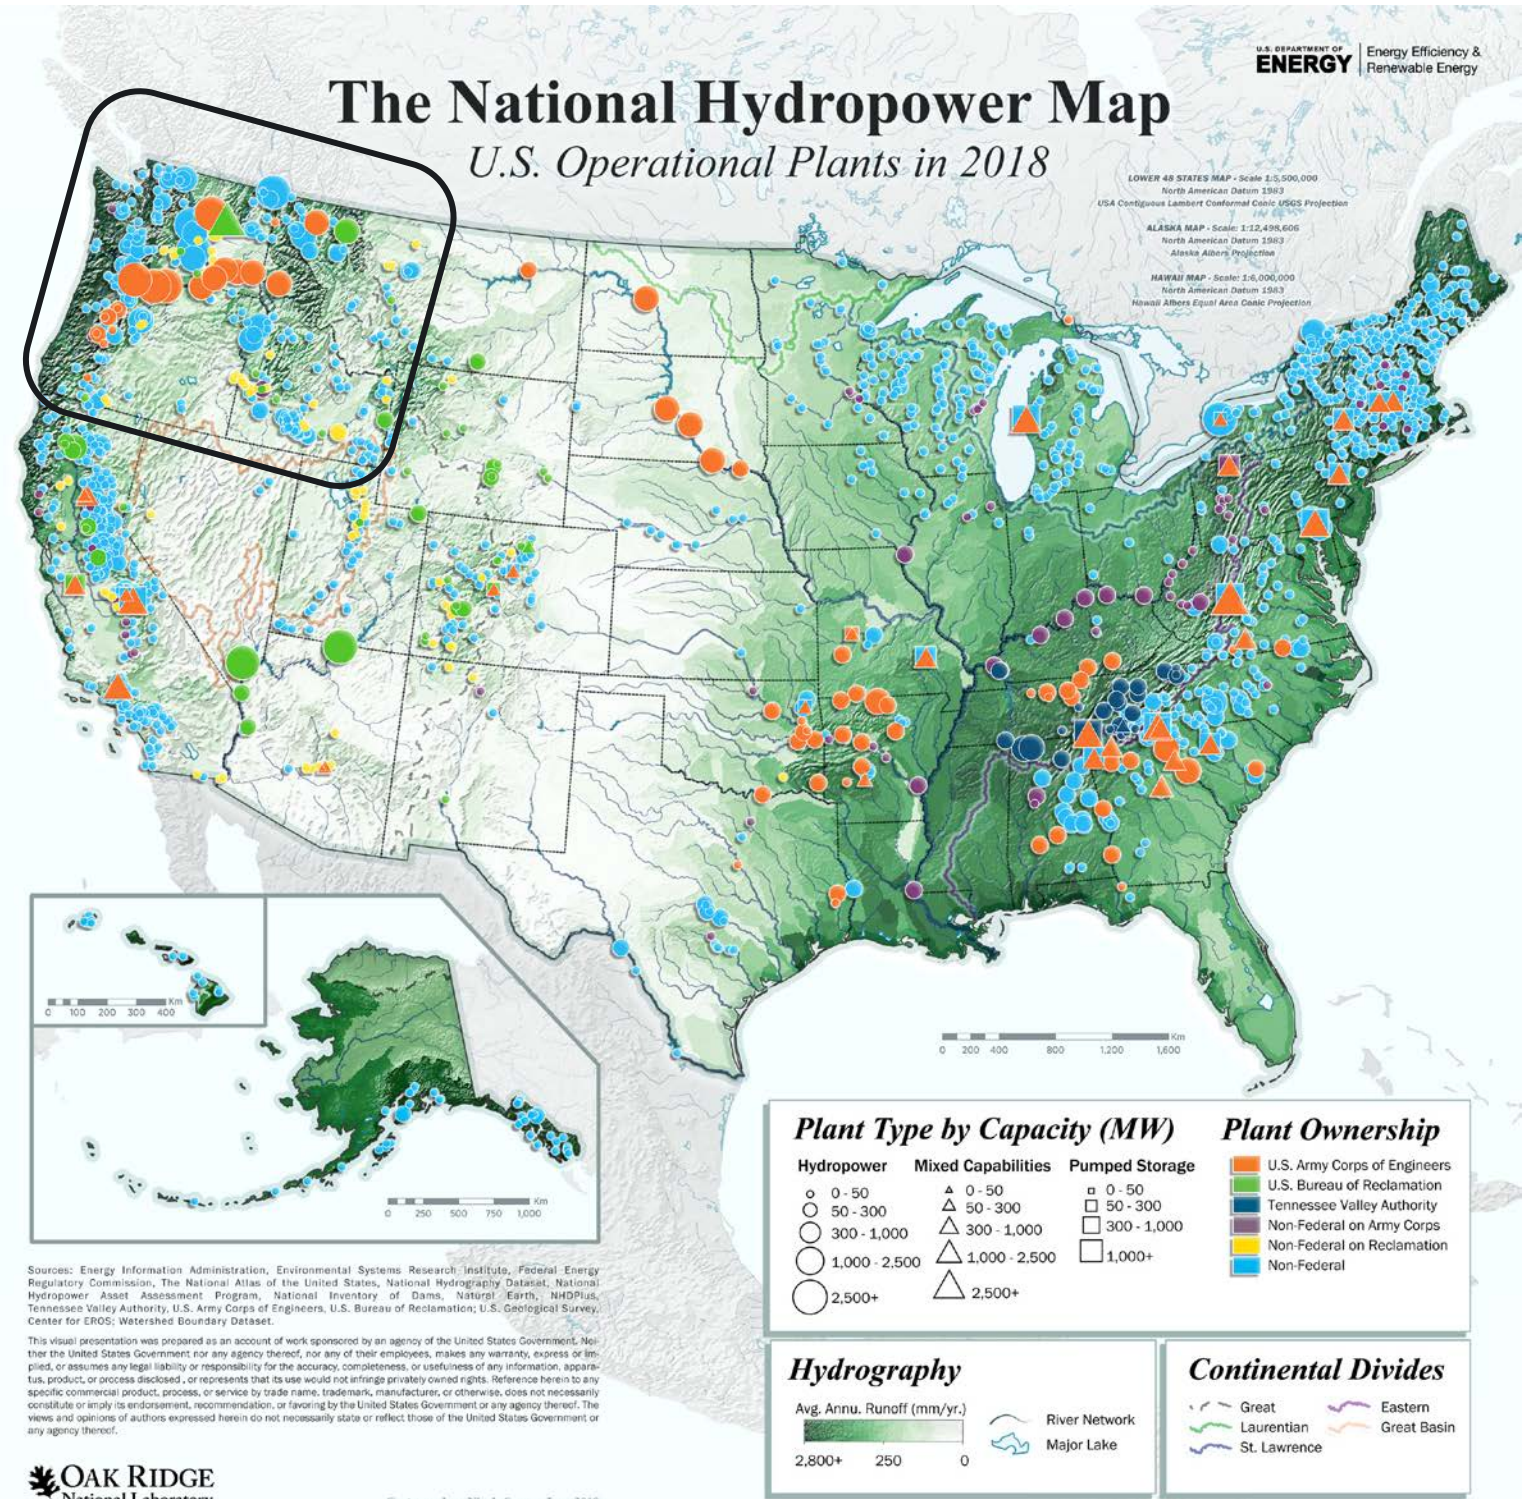 U.S. DEPARTMENT OF
ENERGY
Energy Efficiency &
Renewable Energy
The National Hydropower Map
U.S. Operational Plants in 2018
LOWER 48 STATES MAP - Scale 1:5,500,000
North American Datum 1983
USA Contiguous Lambert Conformal Conic USGS Projection
ALASKA MAP - Scale: 1:12,498,606
North American Datum 1983
Alaska Albers Projection
HAWAII MAP - Scale: 1:6,000,000
North American Datum 1983
Hawaii Albers Equal Area Conic Projection
Km
0 100 200 300 400
Km
0 250 500 750 1,000
Km
0 200 400 800 1,200 1,600
Plant Type by Capacity (MW)
Hydropower Mixed Capabilities Pumped Storage
0 - 50 0 - 50 0 - 50
50 - 300 50 - 300 50 - 300
300 - 1,000 300 - 1,000 300 - 1,000
1,000 - 2,500 1,000 - 2,500 1,000+
2,500+ 2,500+
Plant Ownership
U.S. Army Corps of Engineers
U.S. Bureau of Reclamation
Tennessee Valley Authority
Non-Federal on Army Corps
Non-Federal on Reclamation
Non-Federal
Sources: Energy Information Administration, Environmental Systems Research Institute, Federal Energy
Regulatory Commission, The National Atlas of the United States, National Hydrography Dataset, National
Hydropower Asset Assessment Program, National Inventory of Dams, Natural Earth, NHDPlus,
Tennessee Valley Authority, U.S. Army Corps of Engineers, U.S. Bureau of Reclamation; U.S. Geological Survey,
Center for EROS; Watershed Boundary Dataset.
This visual presentation was prepared as an account of work sponsored by an agency of the United States Government. Nei-
ther the United States Government nor any agency thereof, nor any of their employees, makes any warranty, express or im-
plied, or assumes any legal liability or responsibility for the accuracy, completeness, or usefulness of any information, appara-
tus, product, or process disclosed , or represents that its use would not infringe privately owned rights. Reference herein to any
specific commercial product, process, or service by trade name, trademark, manufacturer, or otherwise, does not necessarily
constitute or imply its endorsement, recommendation, or favoring by the United States Government or any agency thereof. The
views and opinions of authors expressed herein do not necessarily state or reflect those of the United States Government or
any agency thereof.
Hydrography
Avg. Annu. Runoff (mm/yr.)
2,800+ 250 0
River Network
Major Lake
Continental Divides
Great
Laurentian
St. Lawrence
Eastern
Great Basin
OAK RIDGE
National Laboratory